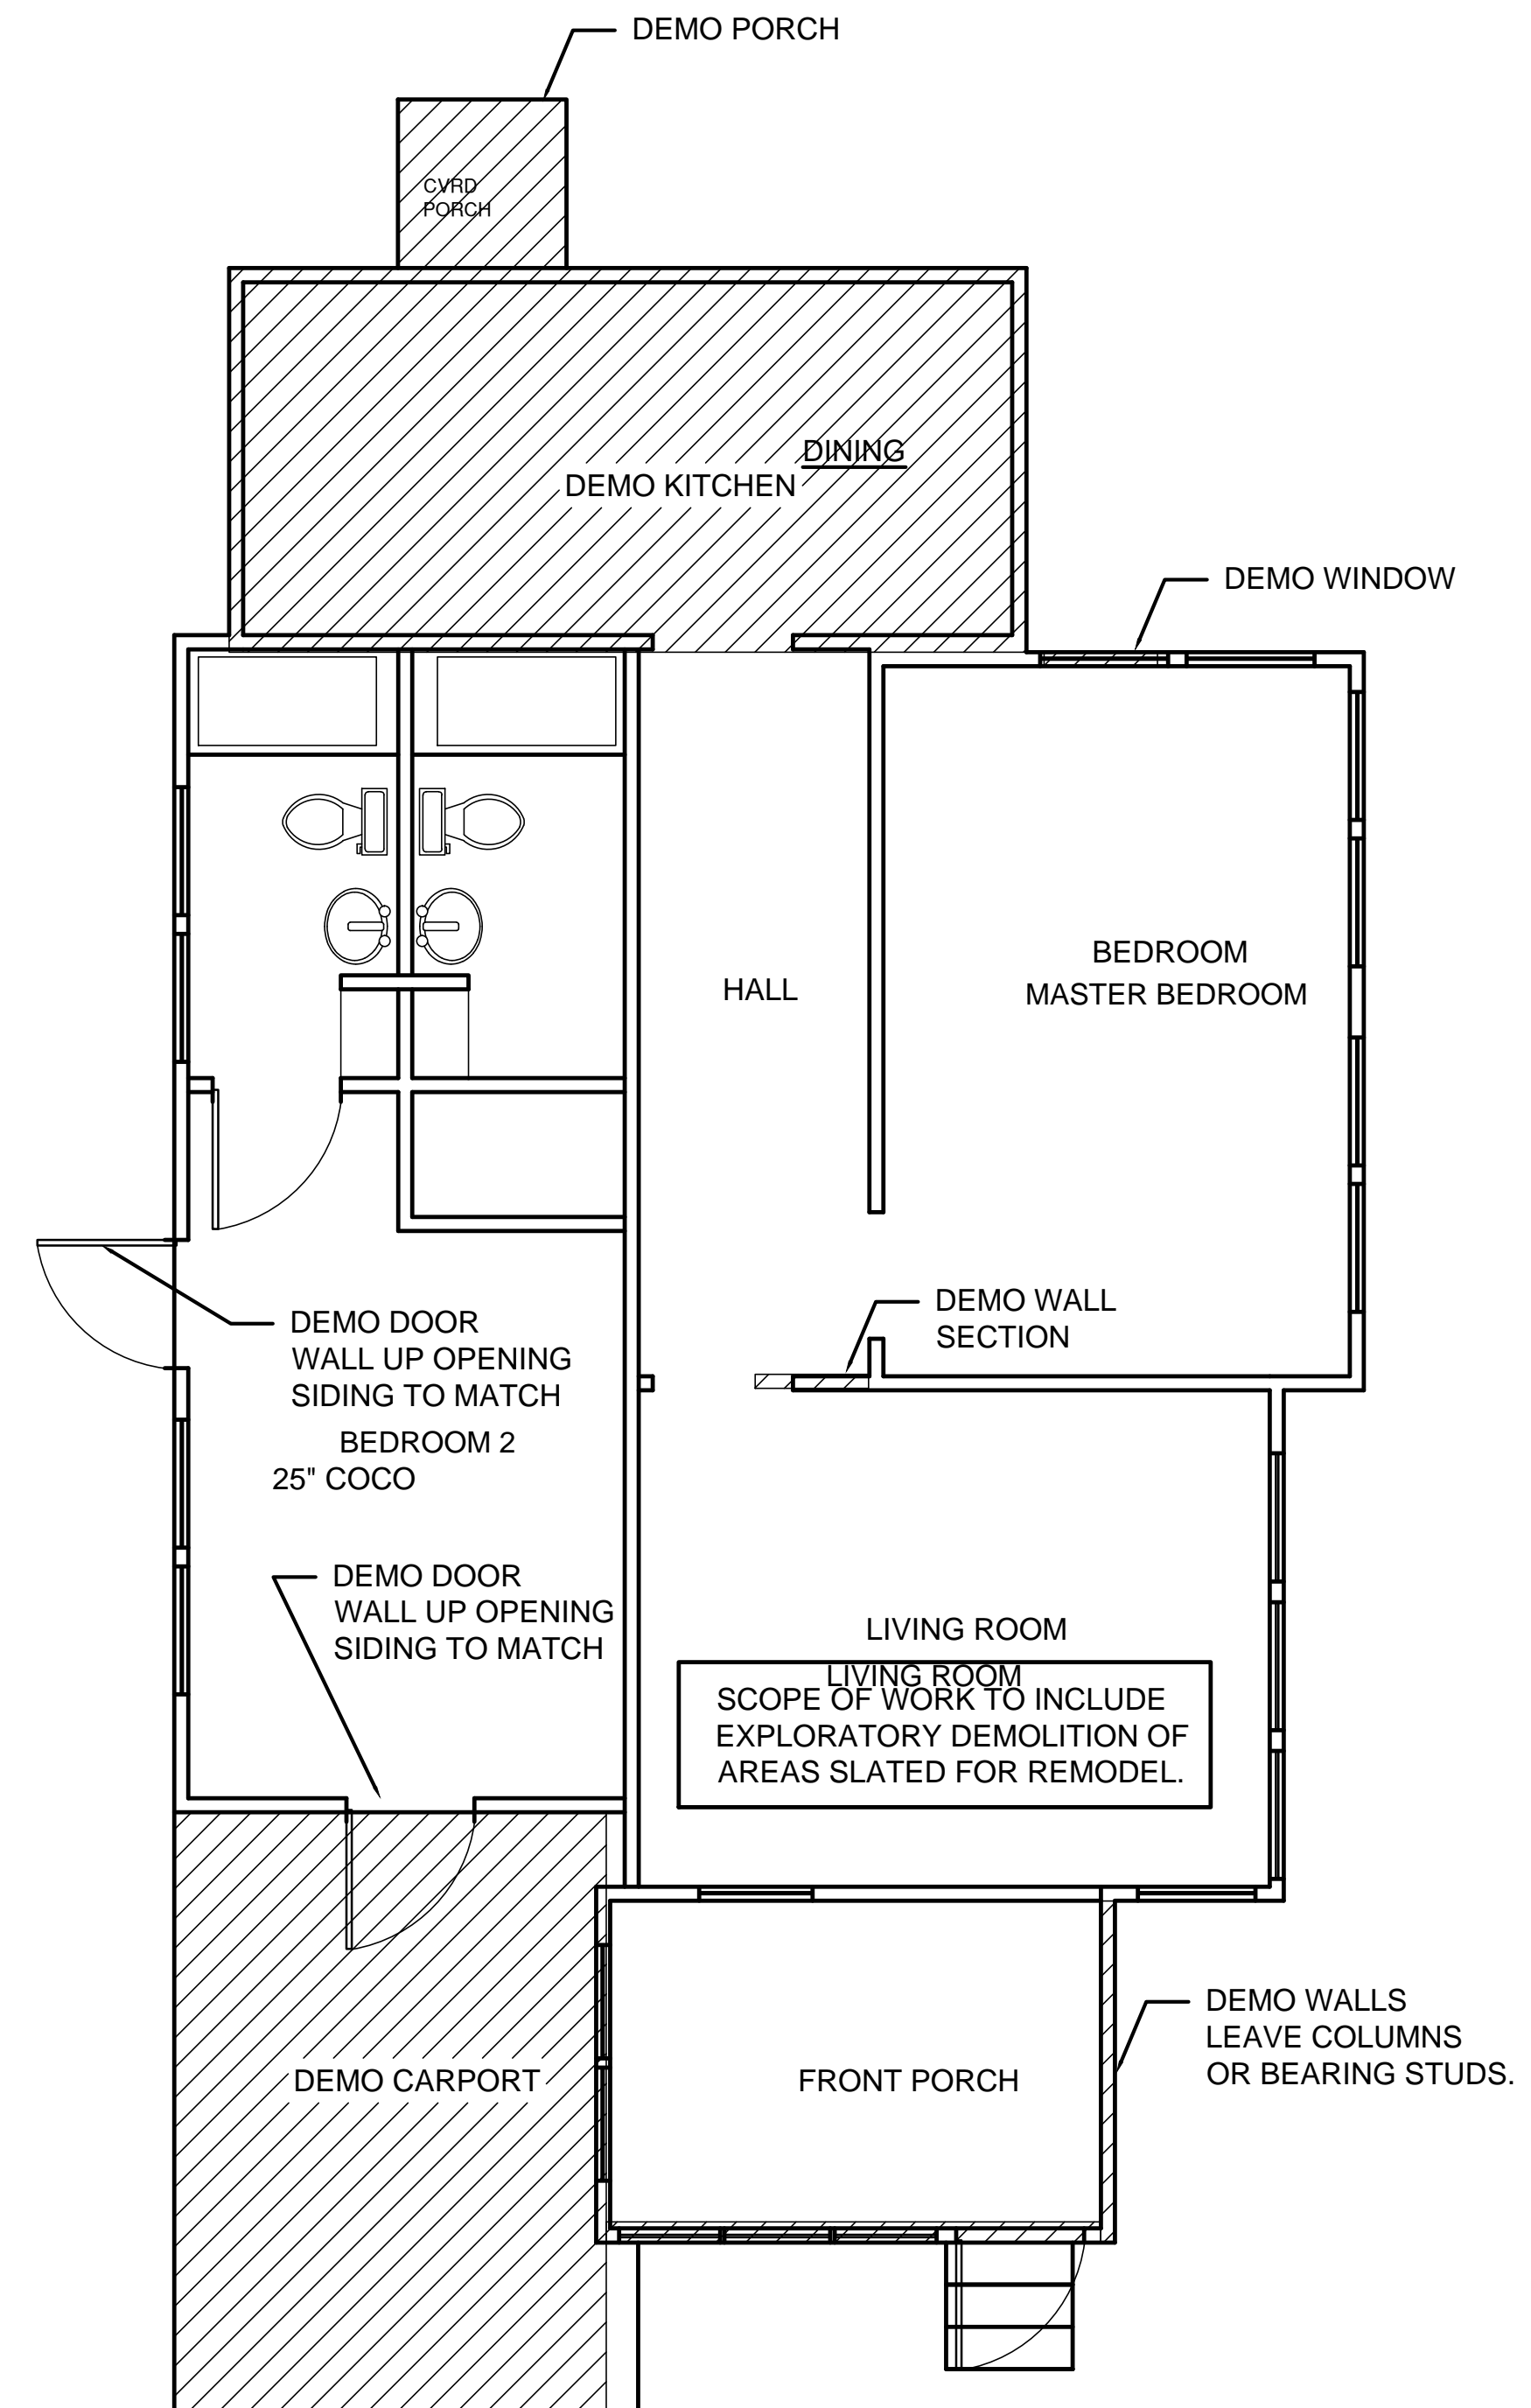 DEMO PORCH
CVRD
PORCH
DINING
DEMO KITCHEN
DEMO WINDOW
BEDROOM
MASTER BEDROOM
HALL
DEMO WALL
SECTION
DEMO DOOR
WALL UP OPENING
SIDING TO MATCH
BEDROOM 2
25" COCO
DEMO DOOR
WALL UP OPENING
SIDING TO MATCH
LIVING ROOM
LIVING ROOM
SCOPE OF WORK TO INCLUDE
EXPLORATORY DEMOLITION OF
AREAS SLATED FOR REMODEL.
DEMO WALLS
LEAVE COLUMNS
OR BEARING STUDS.
DEMO CARPORT
FRONT PORCH